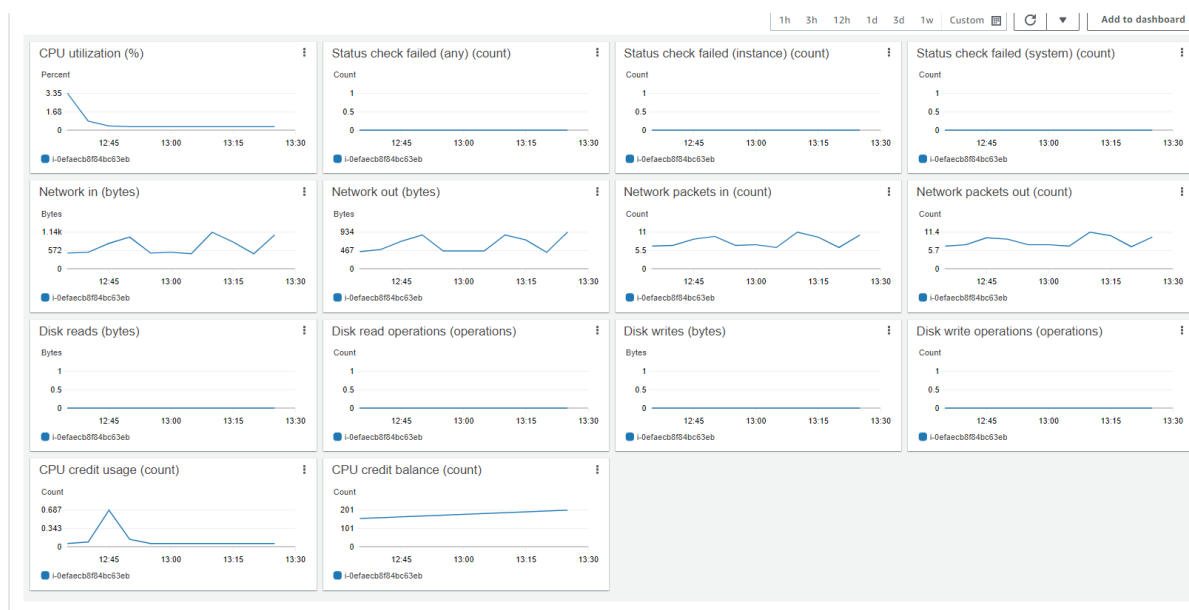 1h 3h 12h 1d 3d 1w Custom Add to dashboard
CPU utilization (%)
Percent
3.35
1.68
0
12:45 13:00 13:15 13:30
i-0efaecb8f84bc63eb
Status check failed (any) (count)
Count
1
0.5
0
12:45 13:00 13:15 13:30
i-0efaecb8f84bc63eb
Status check failed (instance) (count)
Count
1
0.5
0
12:45 13:00 13:15 13:30
i-0efaecb8f84bc63eb
Status check failed (system) (count)
Count
1
0.5
0
12:45 13:00 13:15 13:30
i-0efaecb8f84bc63eb
Network in (bytes)
Bytes
1.14k
572
0
12:45 13:00 13:15 13:30
i-0efaecb8f84bc63eb
Network out (bytes)
Bytes
934
467
0
12:45 13:00 13:15 13:30
i-0efaecb8f84bc63eb
Network packets in (count)
Count
11
5.5
0
12:45 13:00 13:15 13:30
i-0efaecb8f84bc63eb
Network packets out (count)
Count
11.4
5.7
0
12:45 13:00 13:15 13:30
i-0efaecb8f84bc63eb
Disk reads (bytes)
Bytes
1
0.5
0
12:45 13:00 13:15 13:30
i-0efaecb8f84bc63eb
Disk read operations (operations)
Count
1
0.5
0
12:45 13:00 13:15 13:30
i-0efaecb8f84bc63eb
Disk writes (bytes)
Bytes
1
0.5
0
12:45 13:00 13:15 13:30
i-0efaecb8f84bc63eb
Disk write operations (operations)
Count
1
0.5
0
12:45 13:00 13:15 13:30
i-0efaecb8f84bc63eb
CPU credit usage (count)
Count
0.687
0.343
0
12:45 13:00 13:15 13:30
i-0efaecb8f84bc63eb
CPU credit balance (count)
Count
201
101
0
12:45 13:00 13:15 13:30
i-0efaecb8f84bc63eb